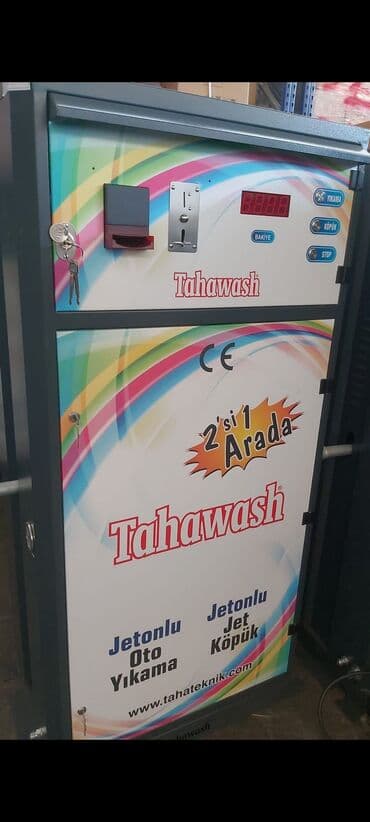 YIKAMA
KÖPÜK
BAKİYE
STOP
Tahawash
CE
2'si 1
Arada
Tahawash®
Jetonlu
Oto
Yıkama
Jetonlu
Jet
Köpük
www.tahateknik.com
Tahawash